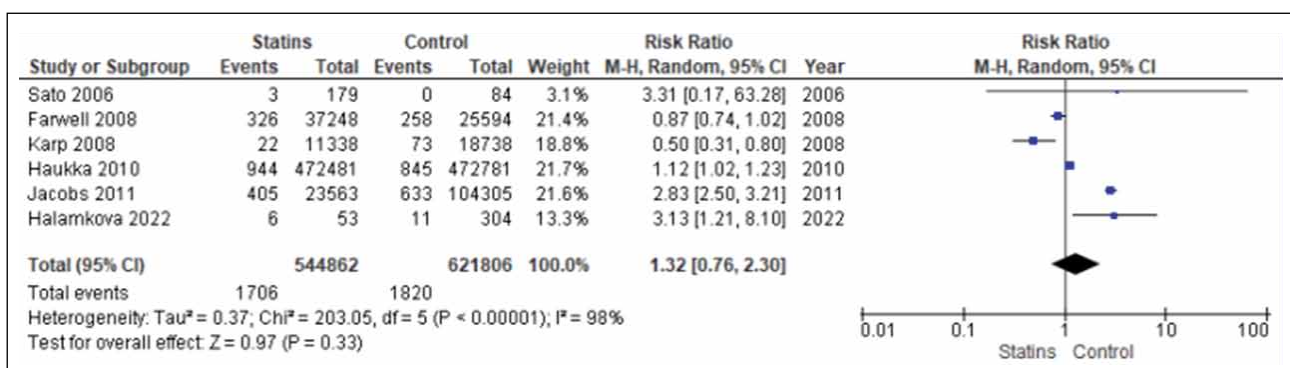 Statins Control Risk Ratio Risk Ratio
Study or Subgroup Events Total Events Total Weight M-H, Random, 95% CI Year M-H, Random, 95% CI
Sato 2006 3 179 0 84 3.1% 3.31 [0.17, 63.28] 2006
Farwell 2008 326 37248 258 25594 21.4% 0.87 [0.74, 1.02] 2008
Karp 2008 22 11338 73 18738 18.8% 0.50 [0.31, 0.80] 2008
Haukka 2010 944 472481 845 472781 21.7% 1.12 [1.02, 1.23] 2010
Jacobs 2011 405 23563 633 104305 21.6% 2.83 [2.50, 3.21] 2011
Halamkova 2022 6 53 11 304 13.3% 3.13 [1.21, 8.10] 2022
Total (95% CI) 544862 621806 100.0% 1.32 [0.76, 2.30]
Total events 1706 1820
Heterogeneity: Tau² = 0.37; Chi² = 203.05, df = 5 (P < 0.00001); I² = 98%
Test for overall effect: Z = 0.97 (P = 0.33)
0.01 0.1 1 10 100
Statins Control